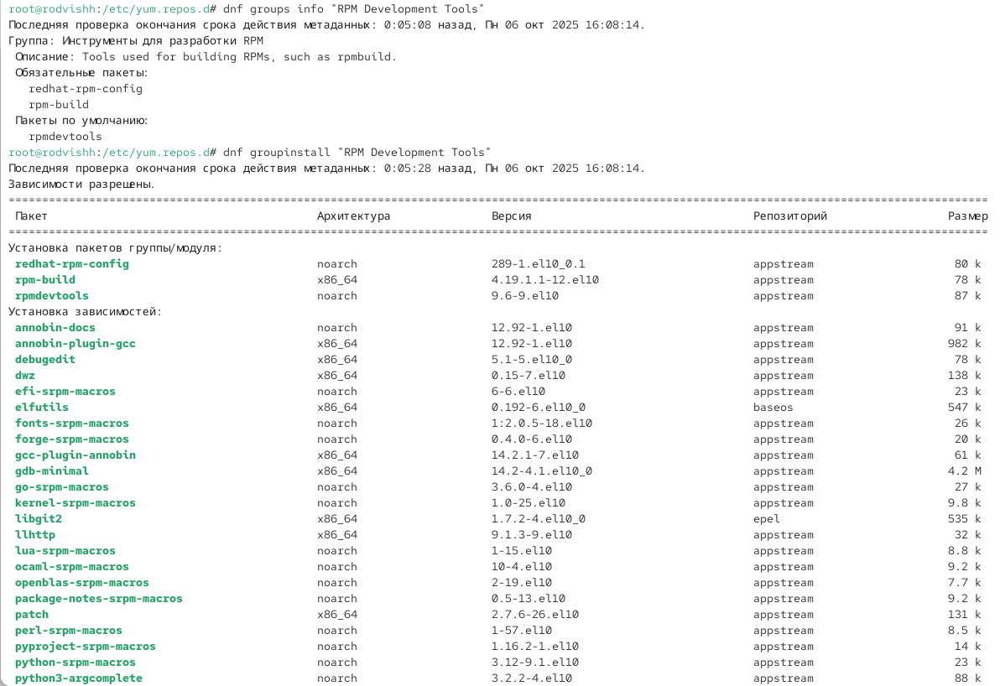 root@rodvishh:/etc/yum.repos.d# dnf groups info "RPM Development Tools"
Последняя проверка окончания срока действия метаданных: 0:05:08 назад, Пн 06 окт 2025 16:08:14.
Группа: Инструменты для разработки RPM
 Описание: Tools used for building RPMs, such as rpmbuild.
 Обязательные пакеты:
   redhat-rpm-config
   rpm-build
 Пакеты по умолчанию:
   rpmdevtools
root@rodvishh:/etc/yum.repos.d# dnf groupinstall "RPM Development Tools"
Последняя проверка окончания срока действия метаданных: 0:05:28 назад, Пн 06 окт 2025 16:08:14.
Зависимости разрешены.
================================================================================
 Пакет Архитектура Версия Репозиторий Размер
================================================================================
Установка пакетов группы/модуля:
 redhat-rpm-config noarch 289-1.el10_0.1 appstream 80 k
 rpm-build x86_64 4.19.1.1-12.el10 appstream 78 k
 rpmdevtools noarch 9.6-9.el10 appstream 87 k
Установка зависимостей:
 annobin-docs noarch 12.92-1.el10 appstream 91 k
 annobin-plugin-gcc x86_64 12.92-1.el10 appstream 982 k
 debugedit x86_64 5.1-5.el10_0 appstream 78 k
 dwz x86_64 0.15-7.el10 appstream 138 k
 efi-srpm-macros noarch 6-6.el10 appstream 23 k
 elfutils x86_64 0.192-6.el10_0 baseos 547 k
 fonts-srpm-macros noarch 1:2.0.5-18.el10 appstream 26 k
 forge-srpm-macros noarch 0.4.0-6.el10 appstream 20 k
 gcc-plugin-annobin x86_64 14.2.1-7.el10 appstream 61 k
 gdb-minimal x86_64 14.2-4.1.el10_0 appstream 4.2 M
 go-srpm-macros noarch 3.6.0-4.el10 appstream 27 k
 kernel-srpm-macros noarch 1.0-25.el10 appstream 9.8 k
 libgit2 x86_64 1.7.2-4.el10_0 epel 535 k
 llhttp x86_64 9.1.3-9.el10 appstream 32 k
 lua-srpm-macros noarch 1-15.el10 appstream 8.8 k
 ocaml-srpm-macros noarch 10-4.el10 appstream 9.2 k
 openblas-srpm-macros noarch 2-19.el10 appstream 7.7 k
 package-notes-srpm-macros noarch 0.5-13.el10 appstream 9.2 k
 patch x86_64 2.7.6-26.el10 appstream 131 k
 perl-srpm-macros noarch 1-57.el10 appstream 8.5 k
 pyproject-srpm-macros noarch 1.16.2-1.el10 appstream 14 k
 python-srpm-macros noarch 3.12-9.1.el10 appstream 23 k
 python3-argcomplete noarch 3.2.2-4.el10 appstream 88 k